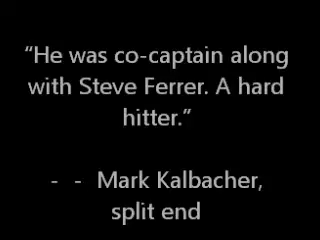 “He was co-captain along
with Steve Ferrer. A hard
hitter.”
- - Mark Kalbacher,
split end